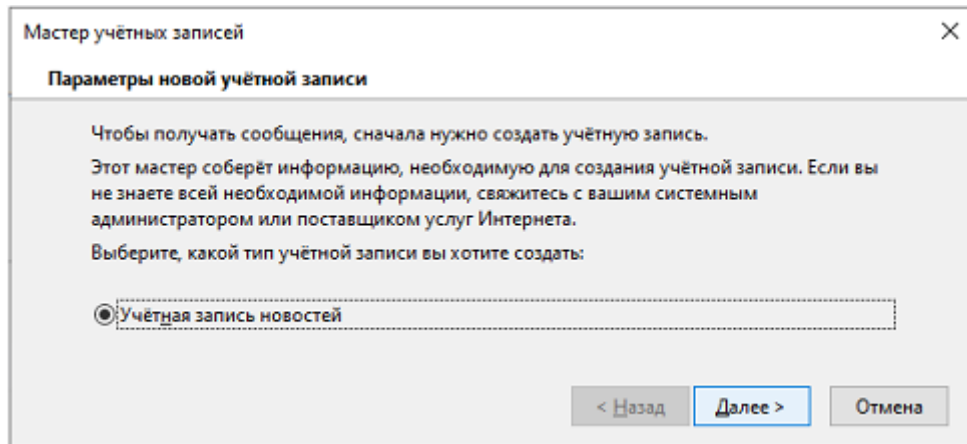 Мастер учётных записей
Параметры новой учётной записи
Чтобы получать сообщения, сначала нужно создать учётную запись.
Этот мастер соберёт информацию, необходимую для создания учётной записи. Если вы
не знаете всей необходимой информации, свяжитесь с вашим системным
администратором или поставщиком услуг Интернета.
Выберите, какой тип учётной записи вы хотите создать:
Учётная запись новостей
< Назад Далее > Отмена